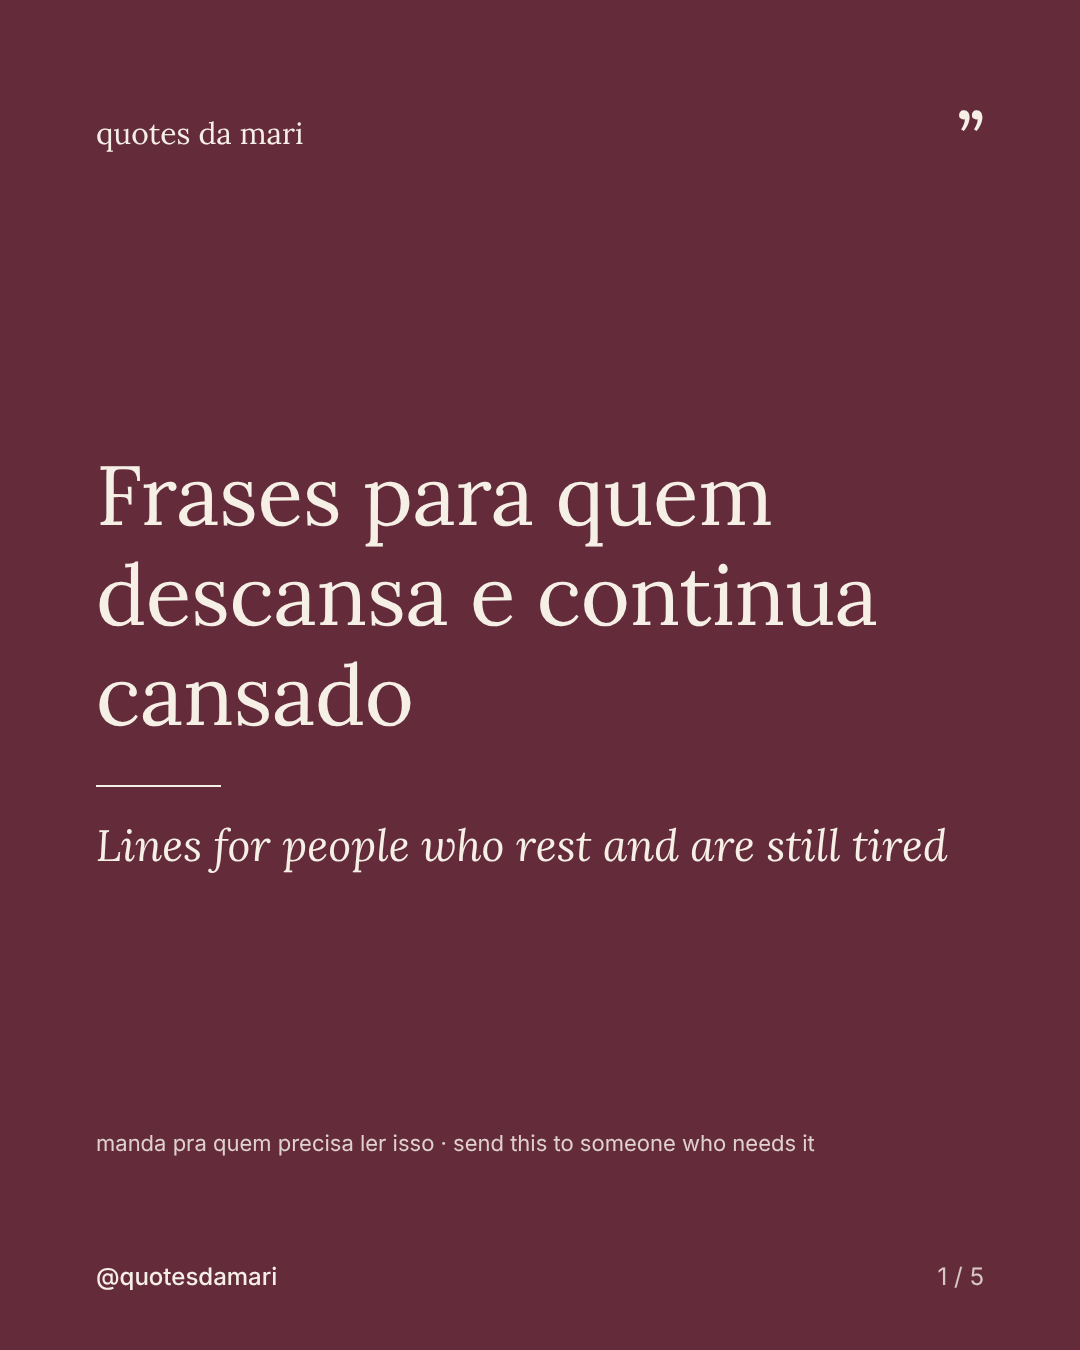 quotes da mari
”
Frases para quem
descansa e continua
cansado
Lines for people who rest and are still tired
manda pra quem precisa ler isso · send this to someone who needs it
@quotesdamari
1 / 5